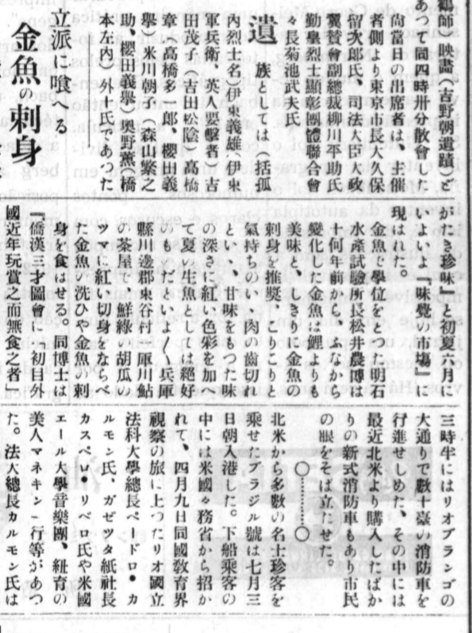 郷師）映畫（吉野朝遺蹟）と
あつて同四時卅分散會した
尙當日の出席者は、主催
者側より東京市長大久保
留次郎氏、司法大臣大政
翼贊會副總裁柳川平助氏
勤皇烈士顯彰團體聯合會
々長菊池武夫氏
遺族としては（括孤
内烈士名）伊東義雄（伊東
軍兵衛、英人要擊者）吉
田茂子（吉田松陰）高橋
章（高橋多一郎、櫻田義
擧）米川朝子（森山繁之
助、櫻田義擧）奥野薫（橋
本左内）外十氏であつた
立派に喰へる
金魚の刺身
がたき珍味』と初夏六月に
いよいよ『味覺の市場』に
現はれた。
金魚で學位をとつた明石
水產試驗所長松井農博は
十何年前から、ふなから
變化した金魚は鯉よりも
美味と、しきりに金魚の
刺身を推奬、こりこりと
氣持ちのい、肉の齒切れ
とい、、甘味をもつた味
の深さに紅い色彩を加へ
て夏の生魚としては絶好
のもだといよ〱兵庫
縣川邊郡東谷村一庫川鮎
の茶屋で、鮮綠の胡瓜の
ツマに紅い切身をならべ
た金魚の洗ひや金魚の刺
身を食はせる。同博士は
『倭漢三才圖會に「初目外
國近年玩賞之而無食之者」
三時半にはリオブランゴの
大通りで數十臺の消防車を
行進せしめた、その中には
最近北米より購入したばか
りの新式消防車もあり市民
の眼をそば立たせた。
○………○
北米から多數の名士珍客を
乘せたブラジル號は七月三
日朝入港した。下船乘客の
中には米國々務省から招か
れて、四月九日同國敎育界
視察の旅に上つたリオ國立
法科大學總長ペードロ・カ
ルモン氏、ガゼツタ紙社長
カスペロ・リベロ氏や米國
エール大學音樂團、紐育の
美人マネキン一行等があつ
た。法大總長カルモン氏は